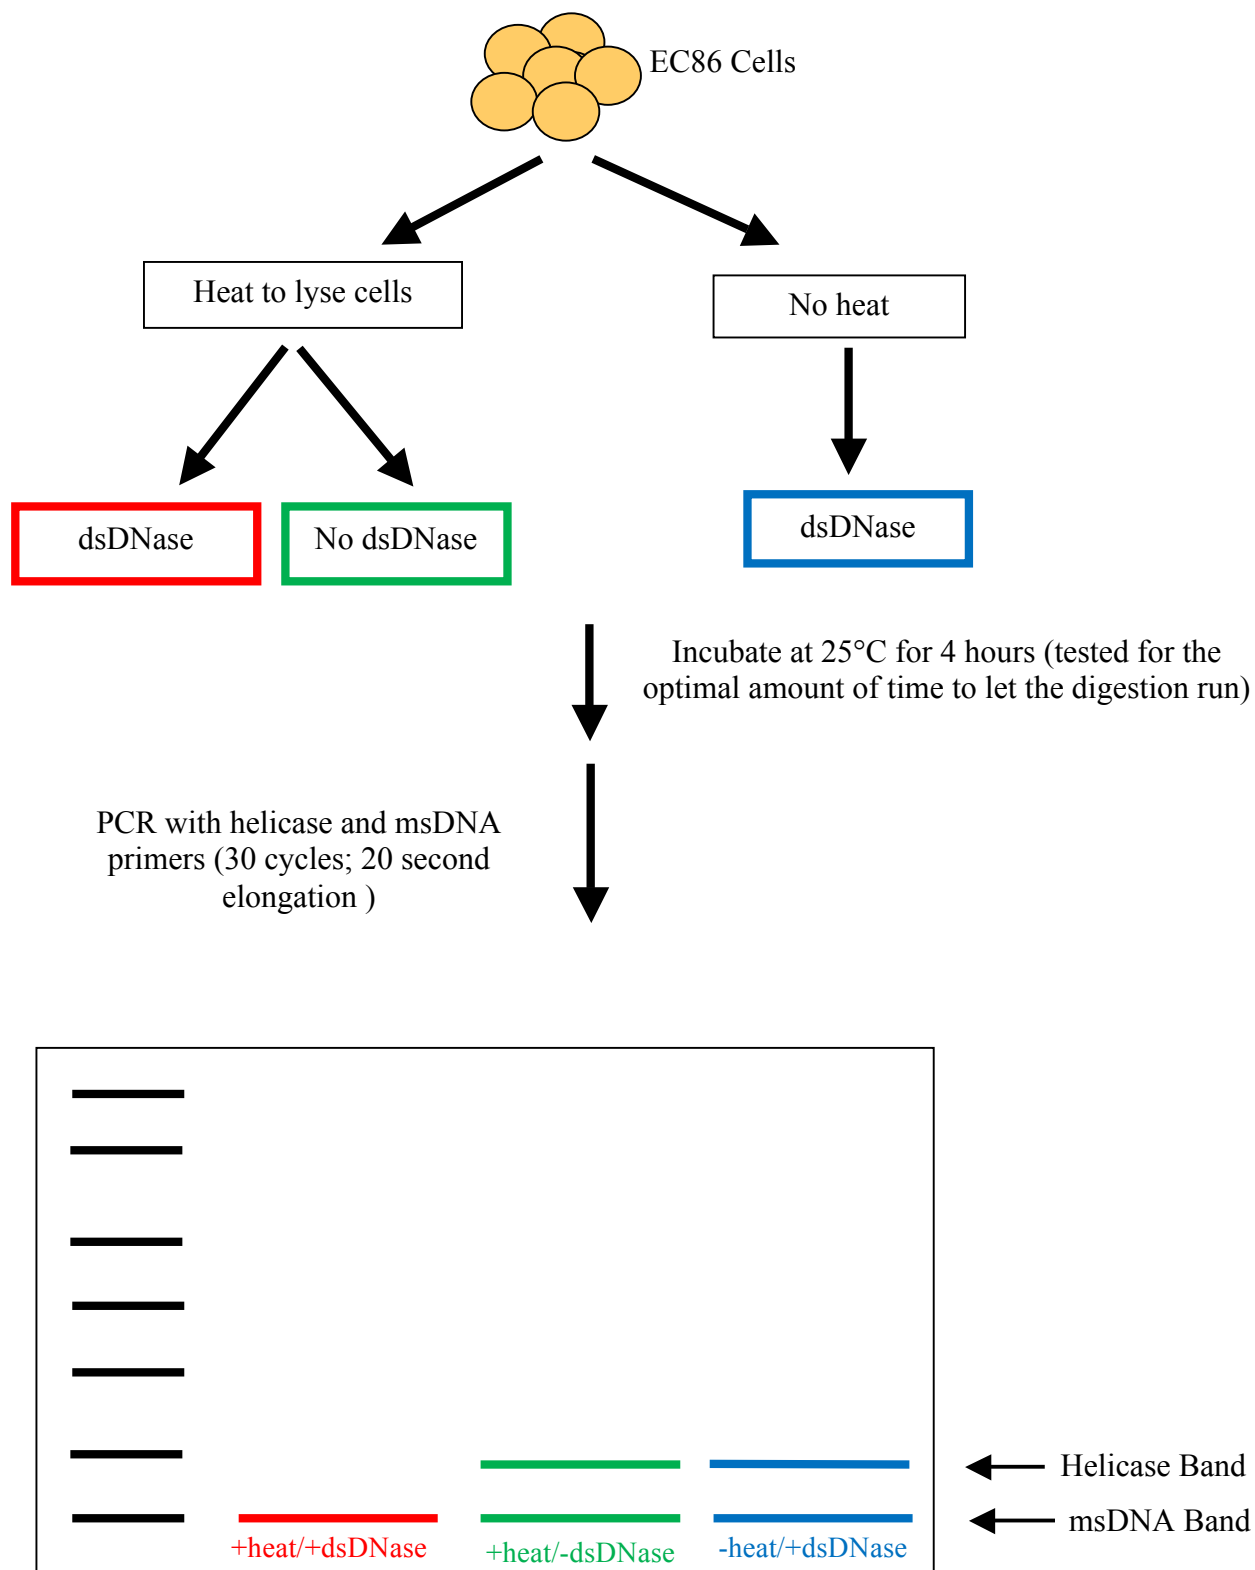 EC86 Cells
Heat to lyse cells
No heat
dsDNase
No dsDNase
dsDNase
Incubate at 25°C for 4 hours (tested for the
optimal amount of time to let the digestion run)
PCR with helicase and msDNA
primers (30 cycles; 20 second
elongation )
Helicase Band
msDNA Band
+heat/+dsDNase
+heat/-dsDNase
-heat/+dsDNase